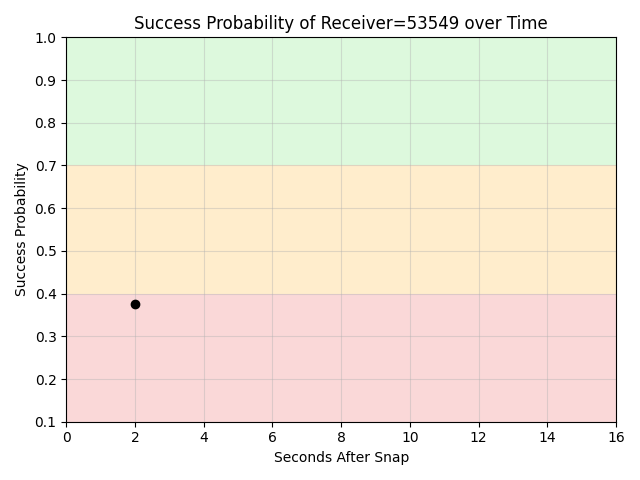 Success Probability of Receiver=53549 over Time
1.0
0.9
0.8
0.7
0.6
0.5
0.4
0.3
0.2
0.1
Success Probability
0 2 4 6 8 10 12 14 16
Seconds After Snap